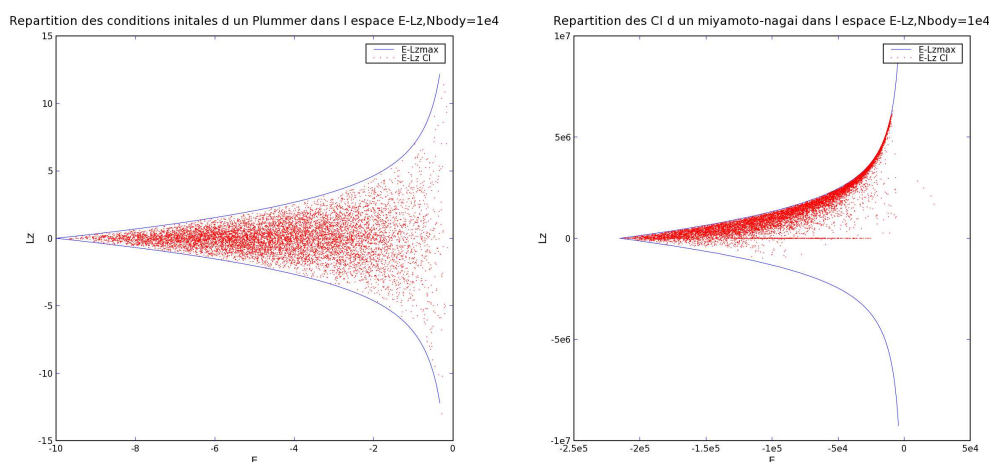 Repartition des conditions initales d un Plummer dans l espace E-Lz,Nbody=1e4
E-Lzmax
E-Lz CI
15
10
5
0
-5
-10
-15
Lz
-10
-8
-6
-4
-2
0
E
Repartition des CI d un miyamoto-nagai dans l espace E-Lz,Nbody=1e4
E-Lzmax
E-Lz CI
1e7
5e6
0
-5e6
-1e7
Lz
-2.5e5
-2e5
-1.5e5
-1e5
-5e4
0
5e4
E